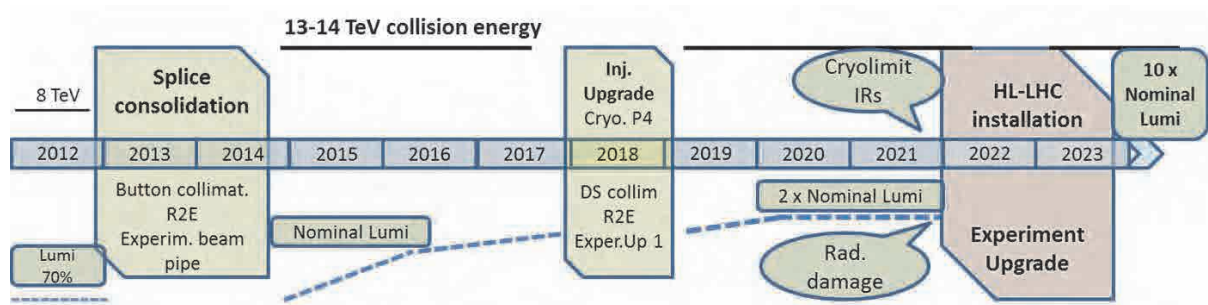 13-14 TeV collision energy
8 TeV
Splice
consolidation
Inj.
Upgrade
Cryo. P4
Cryolimit
IRs
HL-LHC
installation
10 x
Nominal
Lumi
2012
2013
2014
2015
2016
2017
2018
2019
2020
2021
2022
2023
Lumi
70%
Button collimat.
R2E
Experim. beam
pipe
Nominal Lumi
DS collim
R2E
Exper.Up 1
2 x Nominal Lumi
Rad.
damage
Experiment
Upgrade